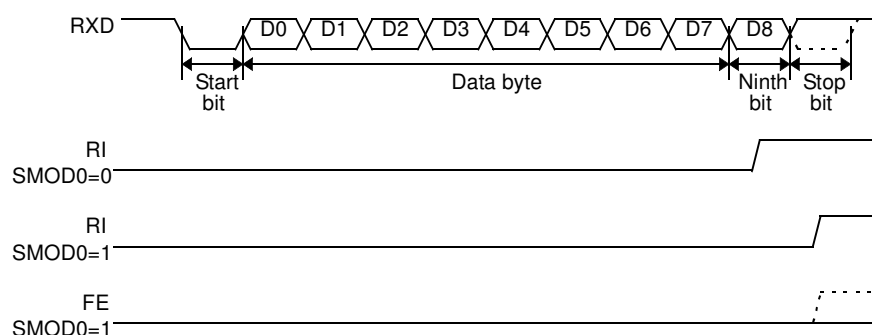 RXD D0 D1 D2 D3 D4 D5 D6 D7 D8
Start bit Data byte Ninth bit Stop bit
RI
SMOD0=0
RI
SMOD0=1
FE
SMOD0=1